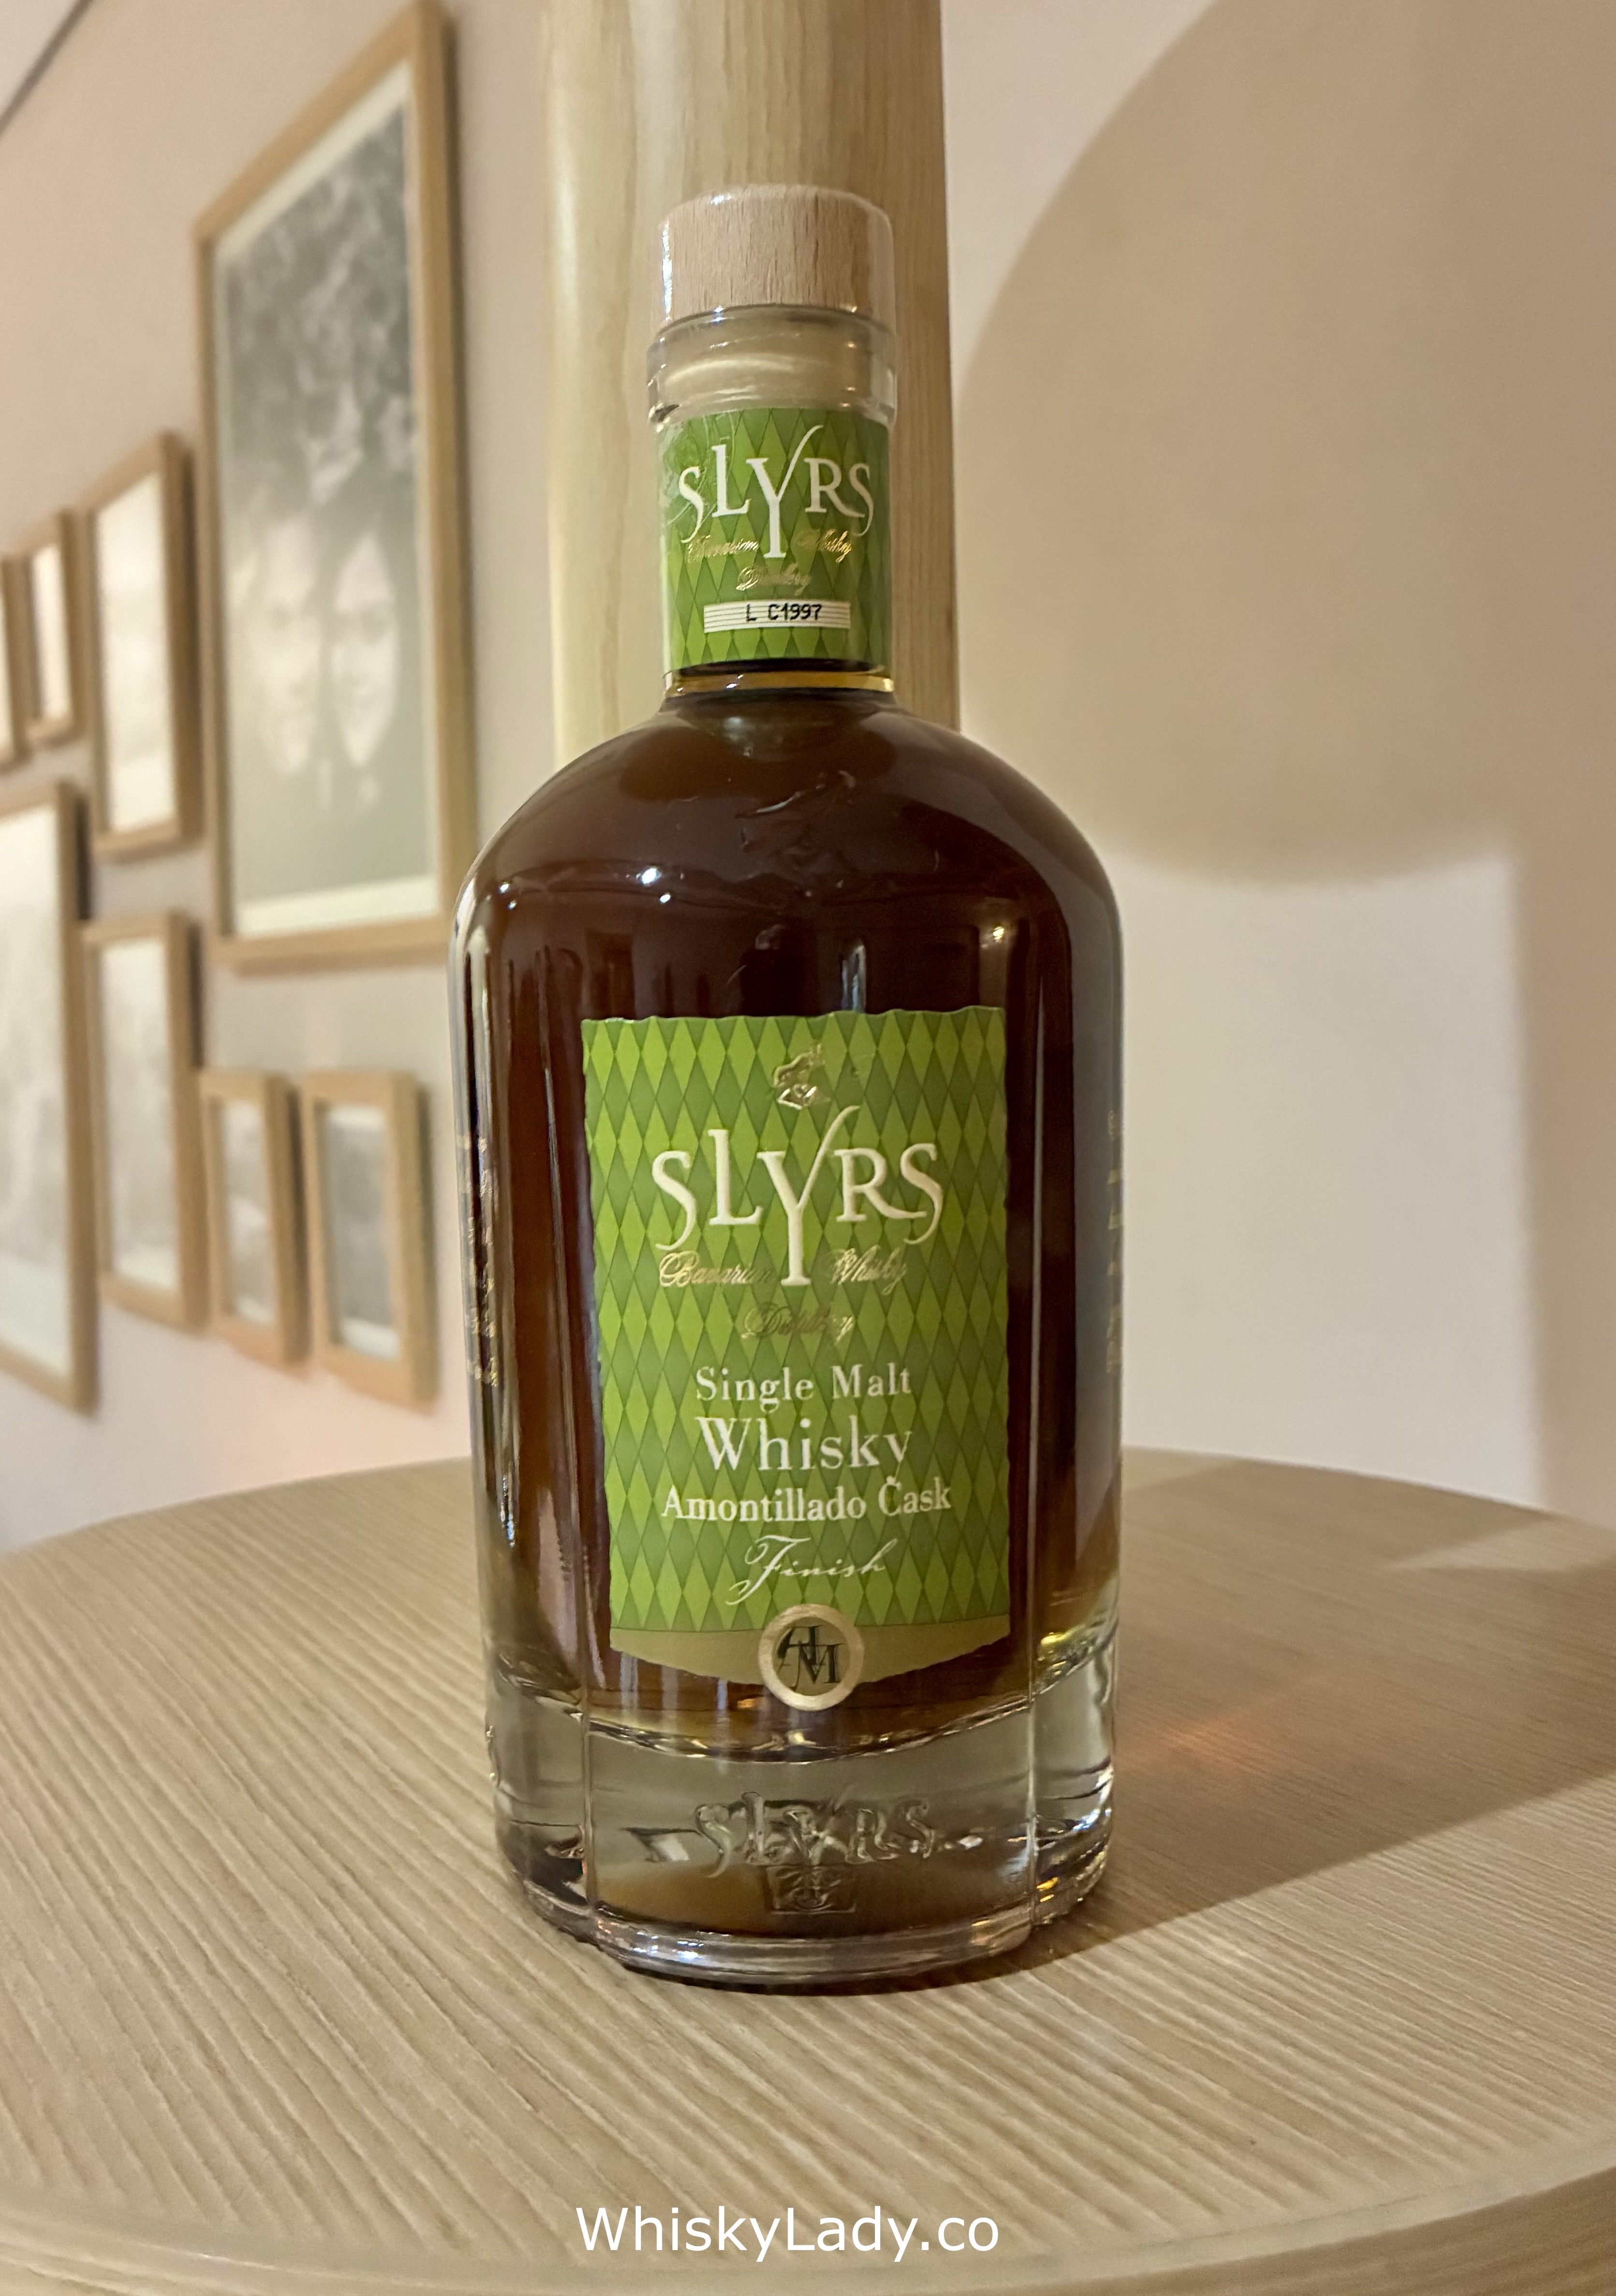 SLYRS
Bavarian Whisky
Distillery
L C1997
SLYRS
Bavarian Whisky
Distillery
Single Malt
Whisky
Amontillado Cask
Finish
SLYRS
WhiskyLady.co